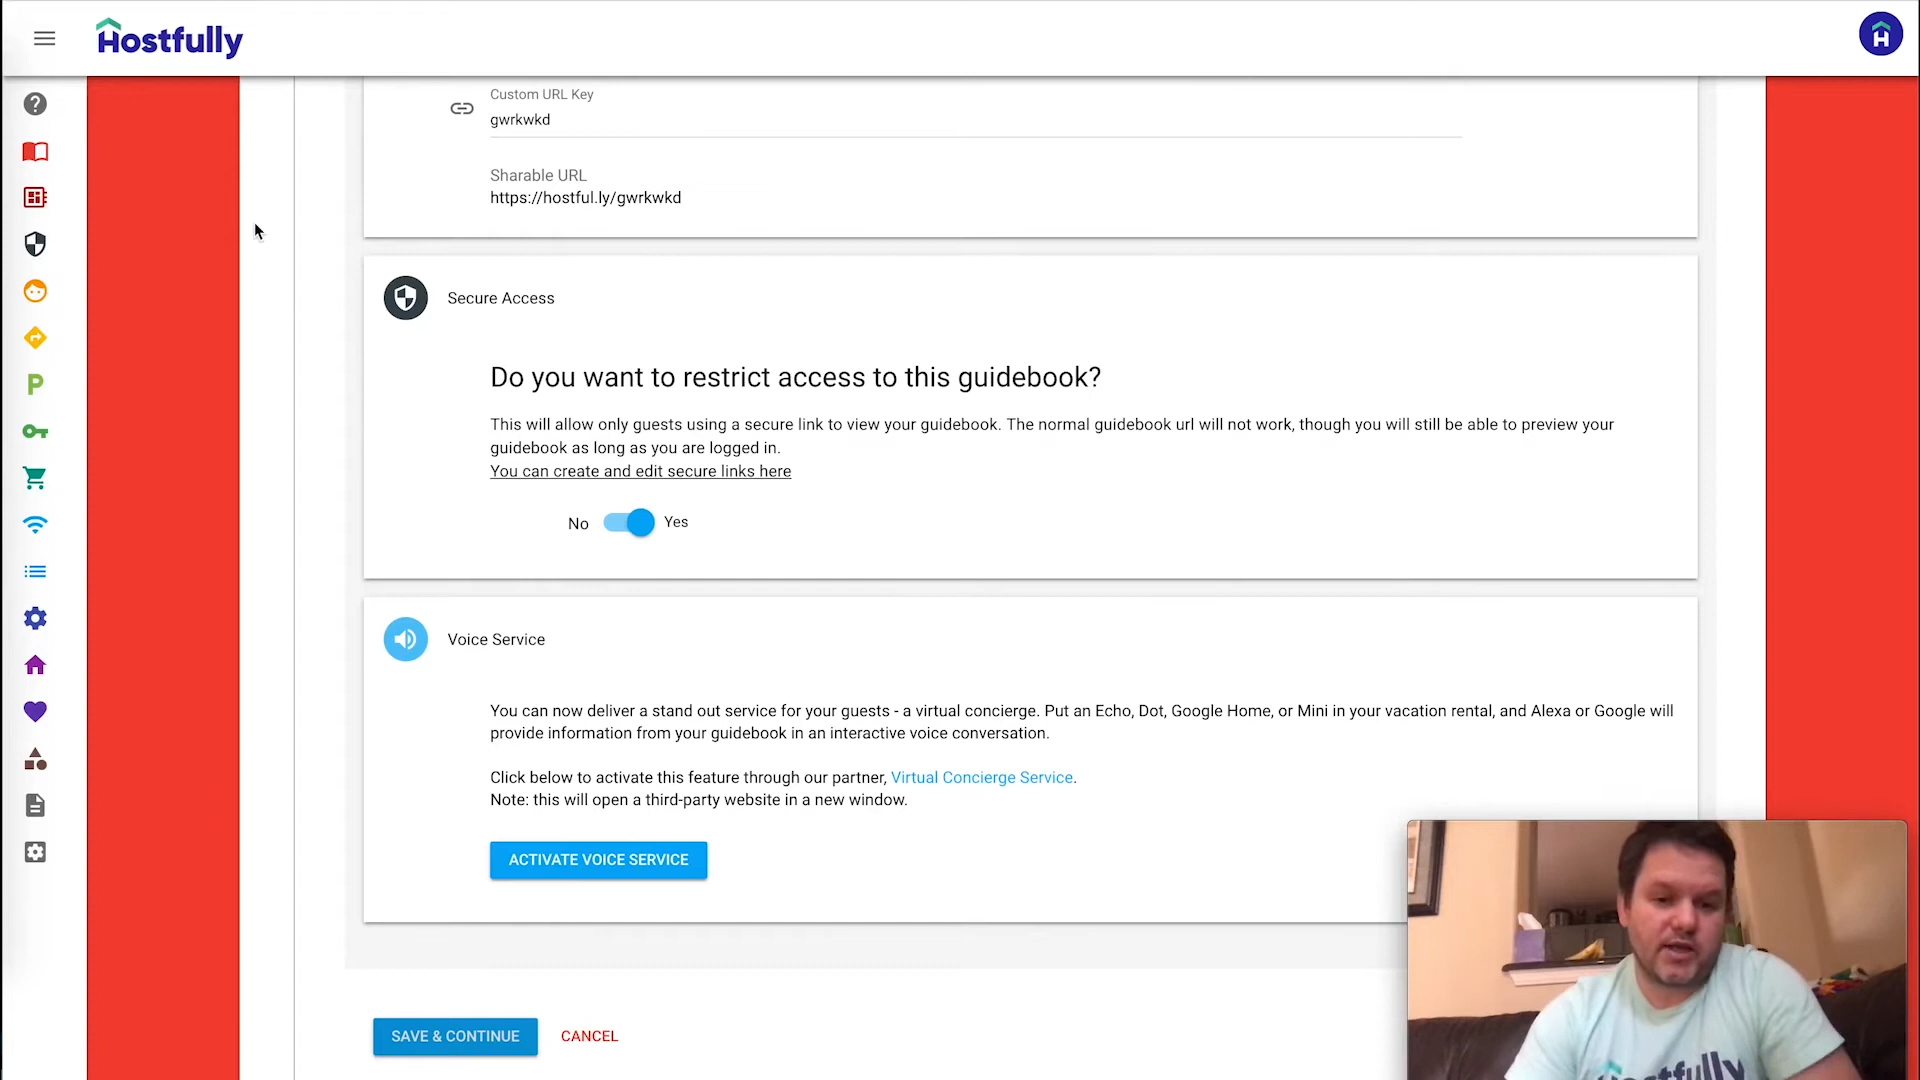 Hostfully
H
Custom URL Key
gwrkwkd
Sharable URL
https://hostful.ly/gwrkwkd
Secure Access
Do you want to restrict access to this guidebook?
This will allow only guests using a secure link to view your guidebook. The normal guidebook url will not work, though you will still be able to preview your
guidebook as long as you are logged in.
You can create and edit secure links here
No
Yes
P
Voice Service
You can now deliver a stand out service for your guests - a virtual concierge. Put an Echo, Dot, Google Home, or Mini in your vacation rental, and Alexa or Google will
provide information from your guidebook in an interactive voice conversation.
Click below to activate this feature through our partner, Virtual Concierge Service.
Note: this will open a third-party website in a new window.
ACTIVATE VOICE SERVICE
SAVE & CONTINUE
CANCEL
Hostfully